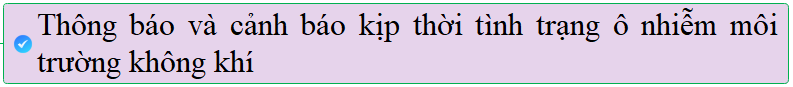 Thông báo và cảnh báo kịp thời tình trạng ô nhiễm môi
trường không khí